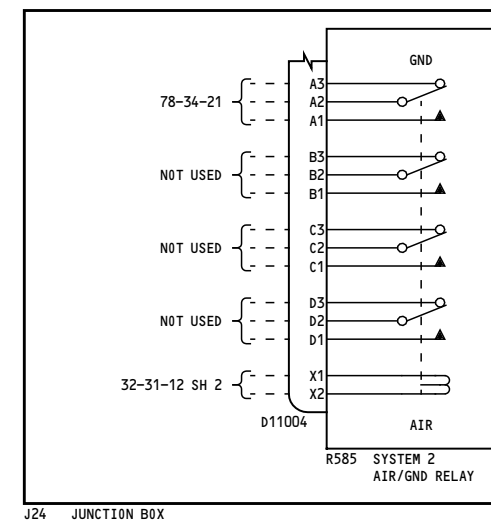 GND
A3
78-34-21
A2
A1
B3
NOT USED
B2
B1
C3
NOT USED
C2
C1
D3
NOT USED
D2
D1
X1
32-31-12 SH 2
X2
D11004
AIR
R585 SYSTEM 2
AIR/GND RELAY
J24 JUNCTION BOX